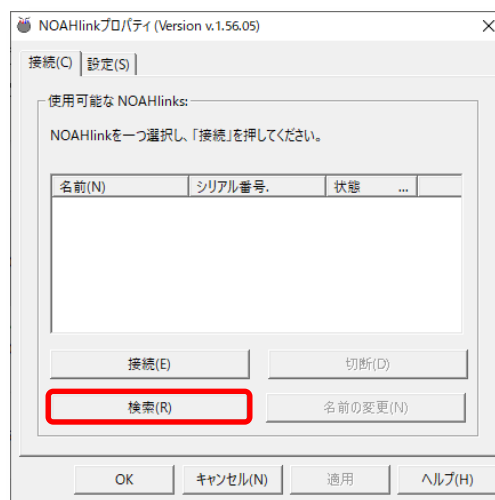 NOAHlinkプロパティ (Version v.1.56.05)
接続(C) 設定(S)
使用可能な NOAHlinks:
NOAHlinkを一つ選択し、「接続」を押してください。
名前(N) シリアル番号. 状態 ...
接続(E) 切断(D)
検索(R) 名前の変更(N)
OK キャンセル(N) 適用 ヘルプ(H)